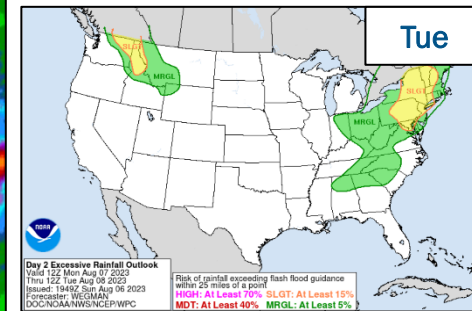 Tue
SLGT
MRGL
SLGT
MRGL
NOAA
Day 2 Excessive Rainfall Outlook
Valid 12Z Mon Aug 07 2023
Thru 12Z Tue Aug 08 2023
Issued: 1949Z Sun Aug 06 2023
Forecaster: WEGMAN
DOC/NOAA/NWS/NCEP/WPC
Risk of rainfall exceeding flash flood guidance
within 25 miles of a point
HIGH: At Least 70% SLGT: At Least 15%
MDT: At Least 40% MRGL: At Least 5%